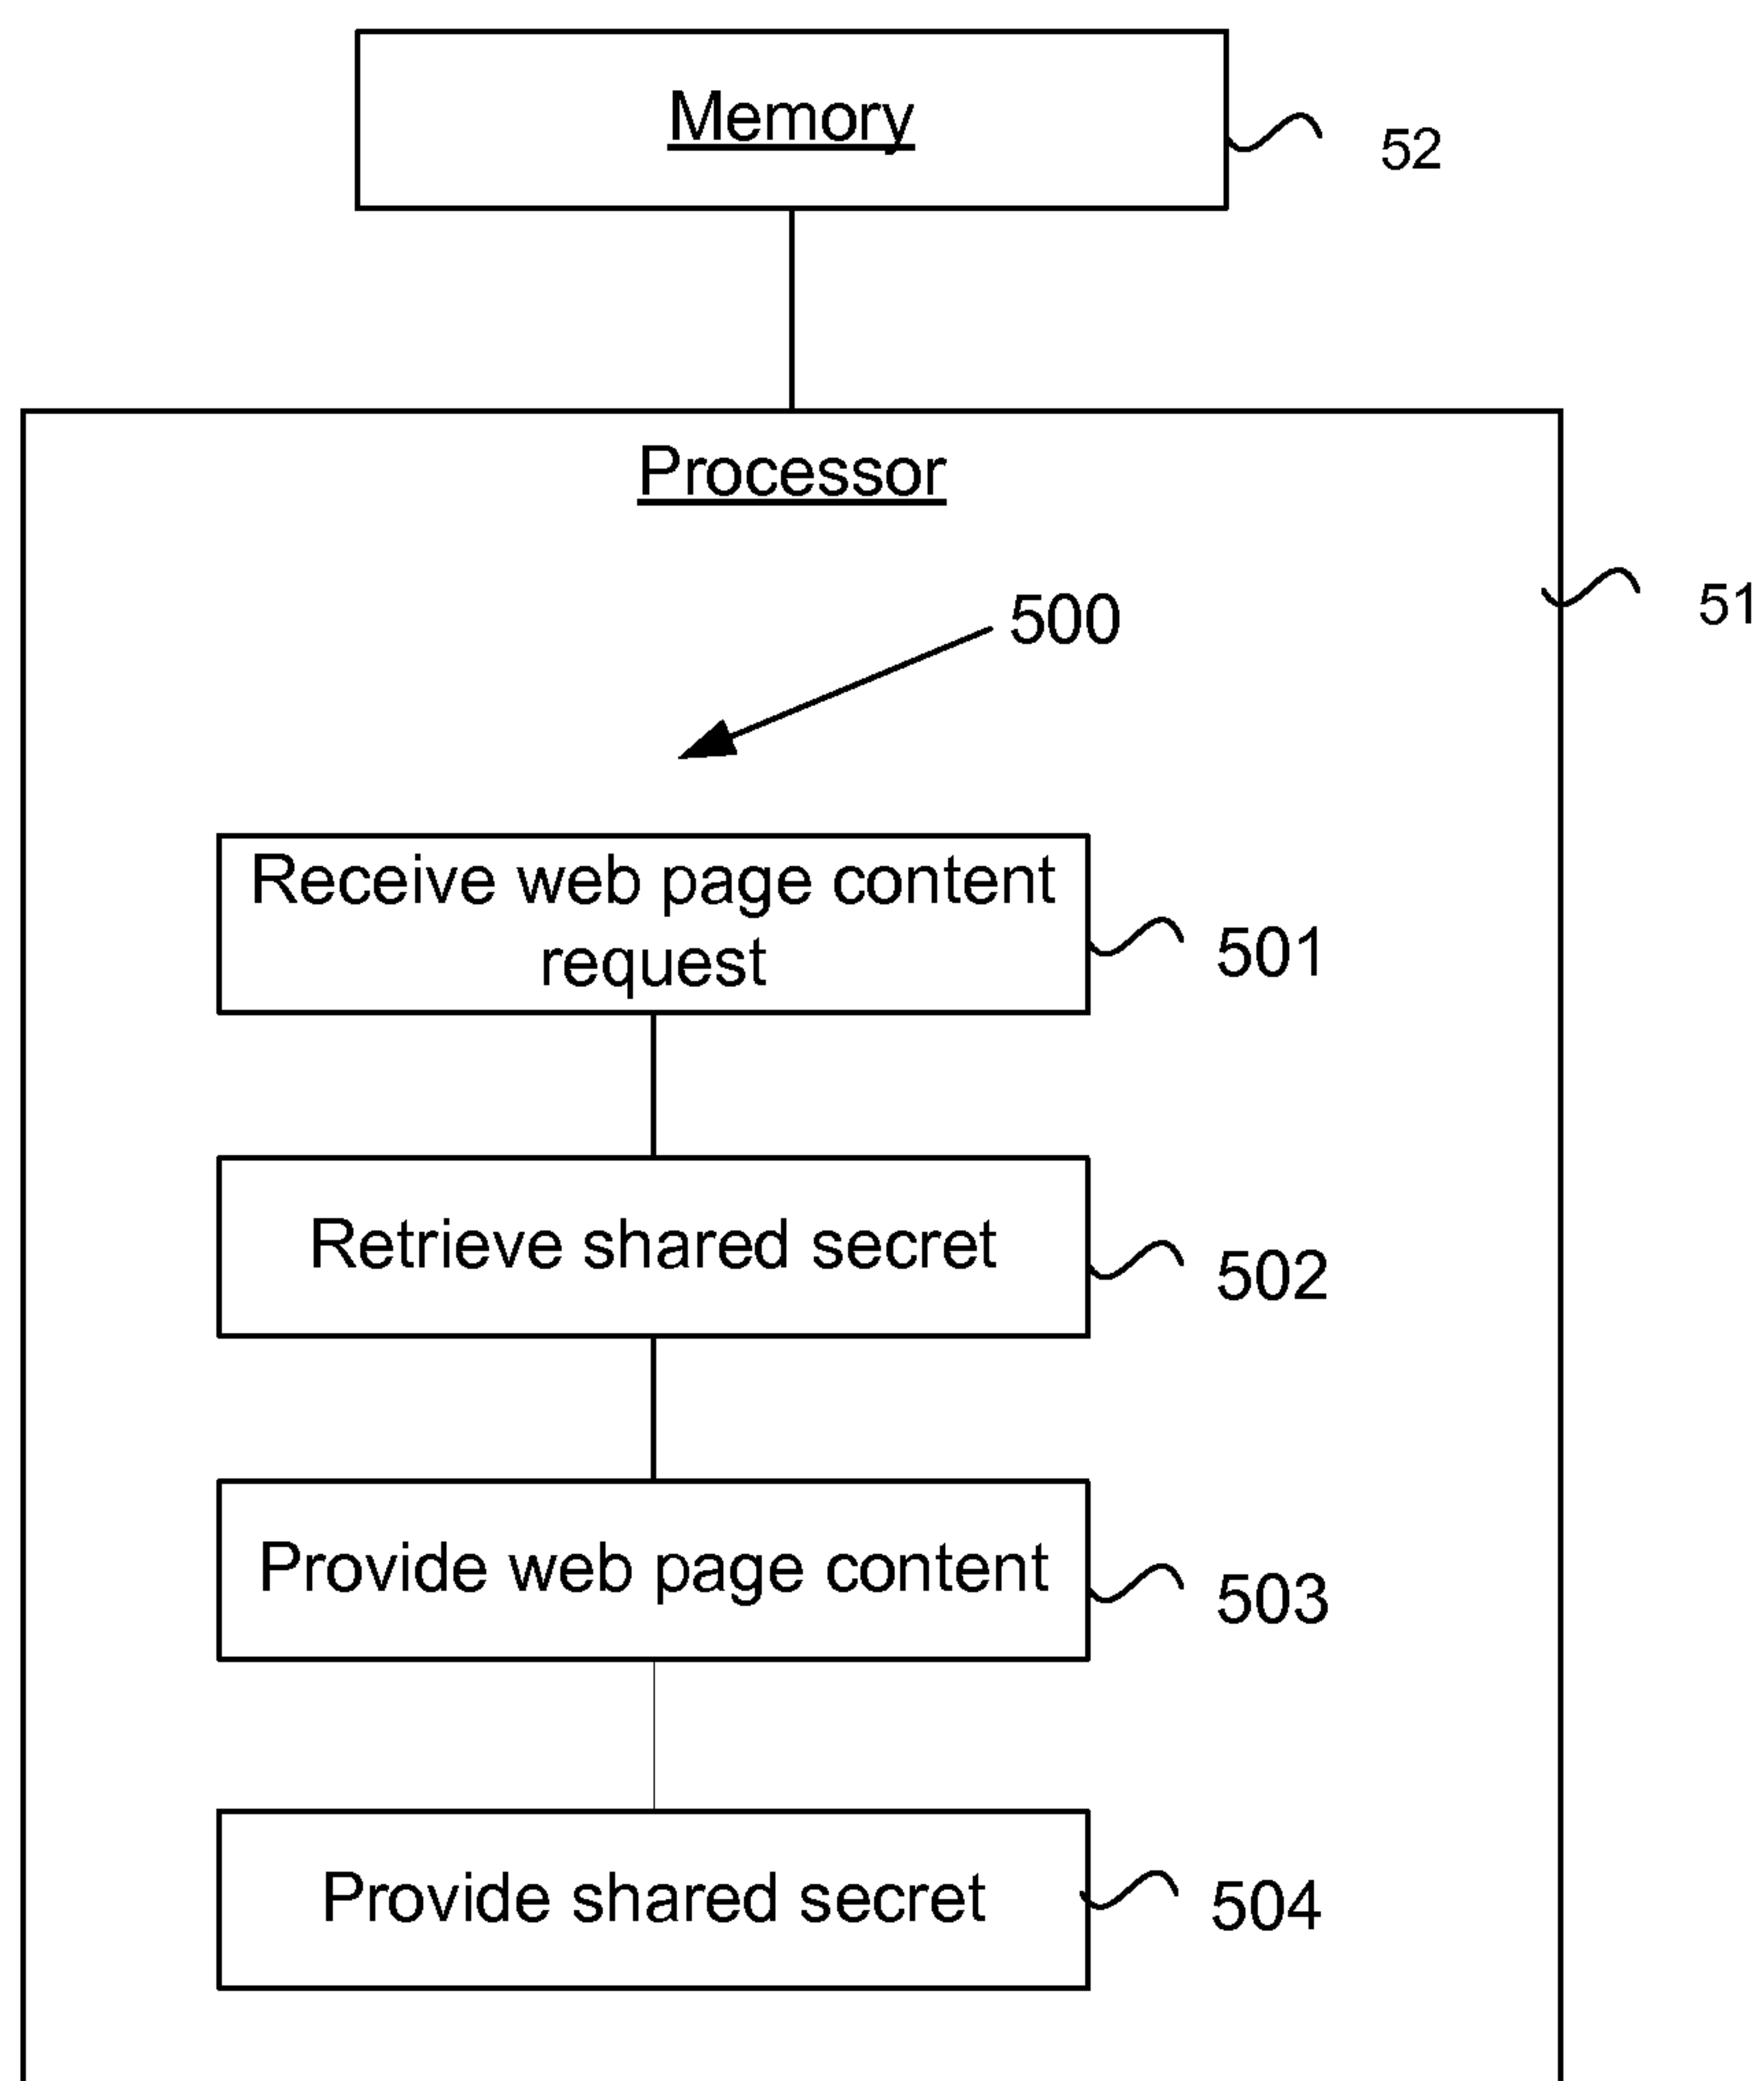 Memory
52
Processor
51
500
Receive web page content
request
501
Retrieve shared secret
502
Provide web page content
503
Provide shared secret
504